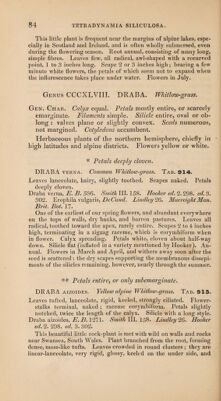 84 TETRADYNAMIA SILICULOSA.
This little plant is frequent near the margins of alpine lakes, espe-
cially in Scotland and Ireland, and is often wholly submersed, even
during the flowering season. Root annual, consisting of many long,
simple fibres. Leaves few, all radical, awl-shaped with a recurved
point, 1 to 3 inches long. Scape 2 or 3 inches high; bearing a few
minute white flowers, the petals of which seem not to expand when
the inflorescence takes place under water. Flowers in July.
Genus CCCXLVIII. DRABA. Whitlow-grass.
Gen. Char. Calyx equal. Petals mostly entire, or scarcely
emarginate. Filaments simple. Silicle entire, oval or ob-
long: valves plane or slightly convex. Seeds numerous,
not margined. Cotyledons accumbent.
Herbaceous plants of the northern hemisphere, chiefly in
high latitudes and alpine districts. Flowers yellow or white.
* Petals deeply cloven.
DRABA VERNA. Common Whitlow-grass. Tab. 914.
Leaves lanceolate, hairy, slightly toothed. Scapes naked. Petals
deeply cloven.
Draba verna, E. B. 586. Smith III. 158. Hooker ed. 2. 298. ed. 3.
302. Erophila vulgaris, DeCand. Lindley 26. Macreight Man.
Brit. Bot. 17.
One of the earliest of our spring flowers, and abundant everywhere
on the tops of walls, dry banks, and barren pastures. Leaves all
radical, toothed toward the apex, rarely entire. Scapes 2 to 4 inches
high, terminating in a zigzag raceme, which is corymbiform when
in flower. Calyx spreading. Petals white, cloven about half-way
down. Silicle flat (inflated in a variety mentioned by Hooker). An-
nual. Flowers in March and April, and withers away soon after the
seed is scattered: the dry scapes supporting the membranous dissepi-
ments of the silicles remaining, however, nearly through the summer.
** Petals entire, or only subemarginate.
DRABA AIZOIDES. Yellow alpine Whitlow-grass. Tab. 915.
Leaves tufted, lanceolate, rigid, keeled, strongly ciliated. Flower-
stalks terminal, naked; raceme corymbiform. Petals slightly
notched, twice the length of the calyx. Silicle with a long style.
Draba aizoides, E. B. 1271. Smith III. 158. Lindley 26. Hooker
ed. 2. 298. ed. 3. 302.
This beautiful little rock-plant is met with wild on walls and rocks
near Swansea, South Wales. Plant branched from the root, forming
dense, moss-like tufts. Leaves crowded in round clusters; they are
linear-lanceolate, very rigid, glossy, keeled on the under side, and